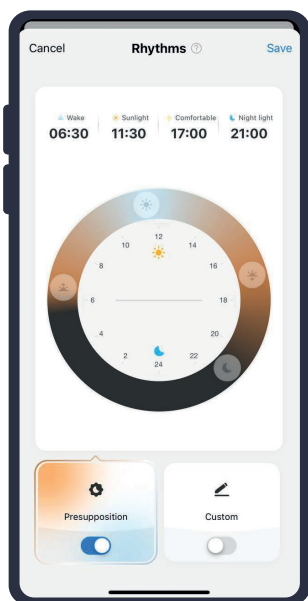 Cancel Rhythms ? Save
Wake Sunlight Comfortable Night light
06:30 11:30 17:00 21:00
12
10 14
8 16
6 18
4 20
2 22
24
Presupposition Custom